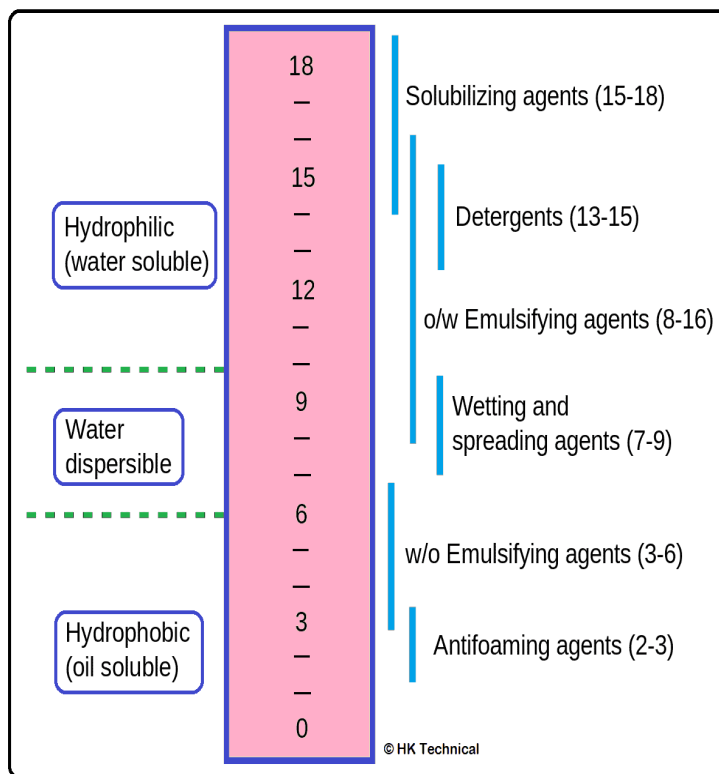 18
Solubilizing agents (15-18)
15
Detergents (13-15)
Hydrophilic
(water soluble)
12
o/w Emulsifying agents (8-16)
9
Wetting and
spreading agents (7-9)
Water
dispersible
6
w/o Emulsifying agents (3-6)
3
Hydrophobic
(oil soluble)
Antifoaming agents (2-3)
0
© HK Technical